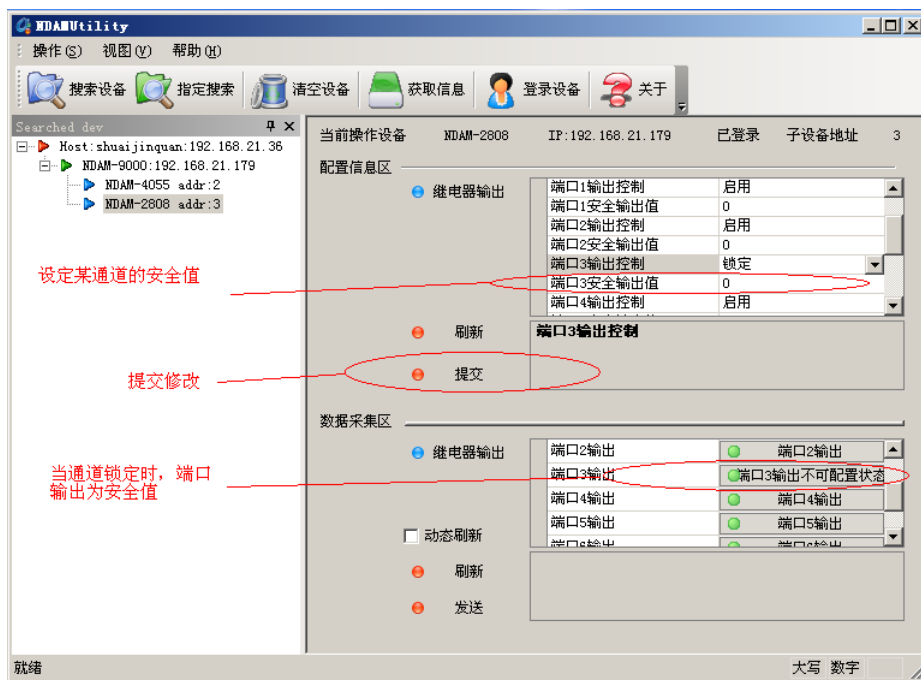 NDAMUtility
操作(S) 视图(V) 帮助(H)
搜索设备 指定搜索 清空设备 获取信息 登录设备 关于
Searched dev
Host:shuaijinquan:192.168.21.36
NDAM-9000:192.168.21.179
NDAM-4055 addr:2
NDAM-2808 addr:3
设定某通道的安全值
提交修改
当通道锁定时，端口
输出为安全值
当前操作设备 NDAM-2808 IP:192.168.21.179 已登录 子设备地址 3
配置信息区
继电器输出
端口1输出控制 启用
端口1安全输出值 0
端口2输出控制 启用
端口2安全输出值 0
端口3输出控制 锁定
端口3安全输出值 0
端口4输出控制 启用
刷新
端口3输出控制
提交
数据采集区
继电器输出
端口2输出 端口2输出
端口3输出 端口3输出不可配置状态
端口4输出 端口4输出
端口5输出 端口5输出
端口6输出 端口6输出
动态刷新
刷新
发送
就绪 大写 数字